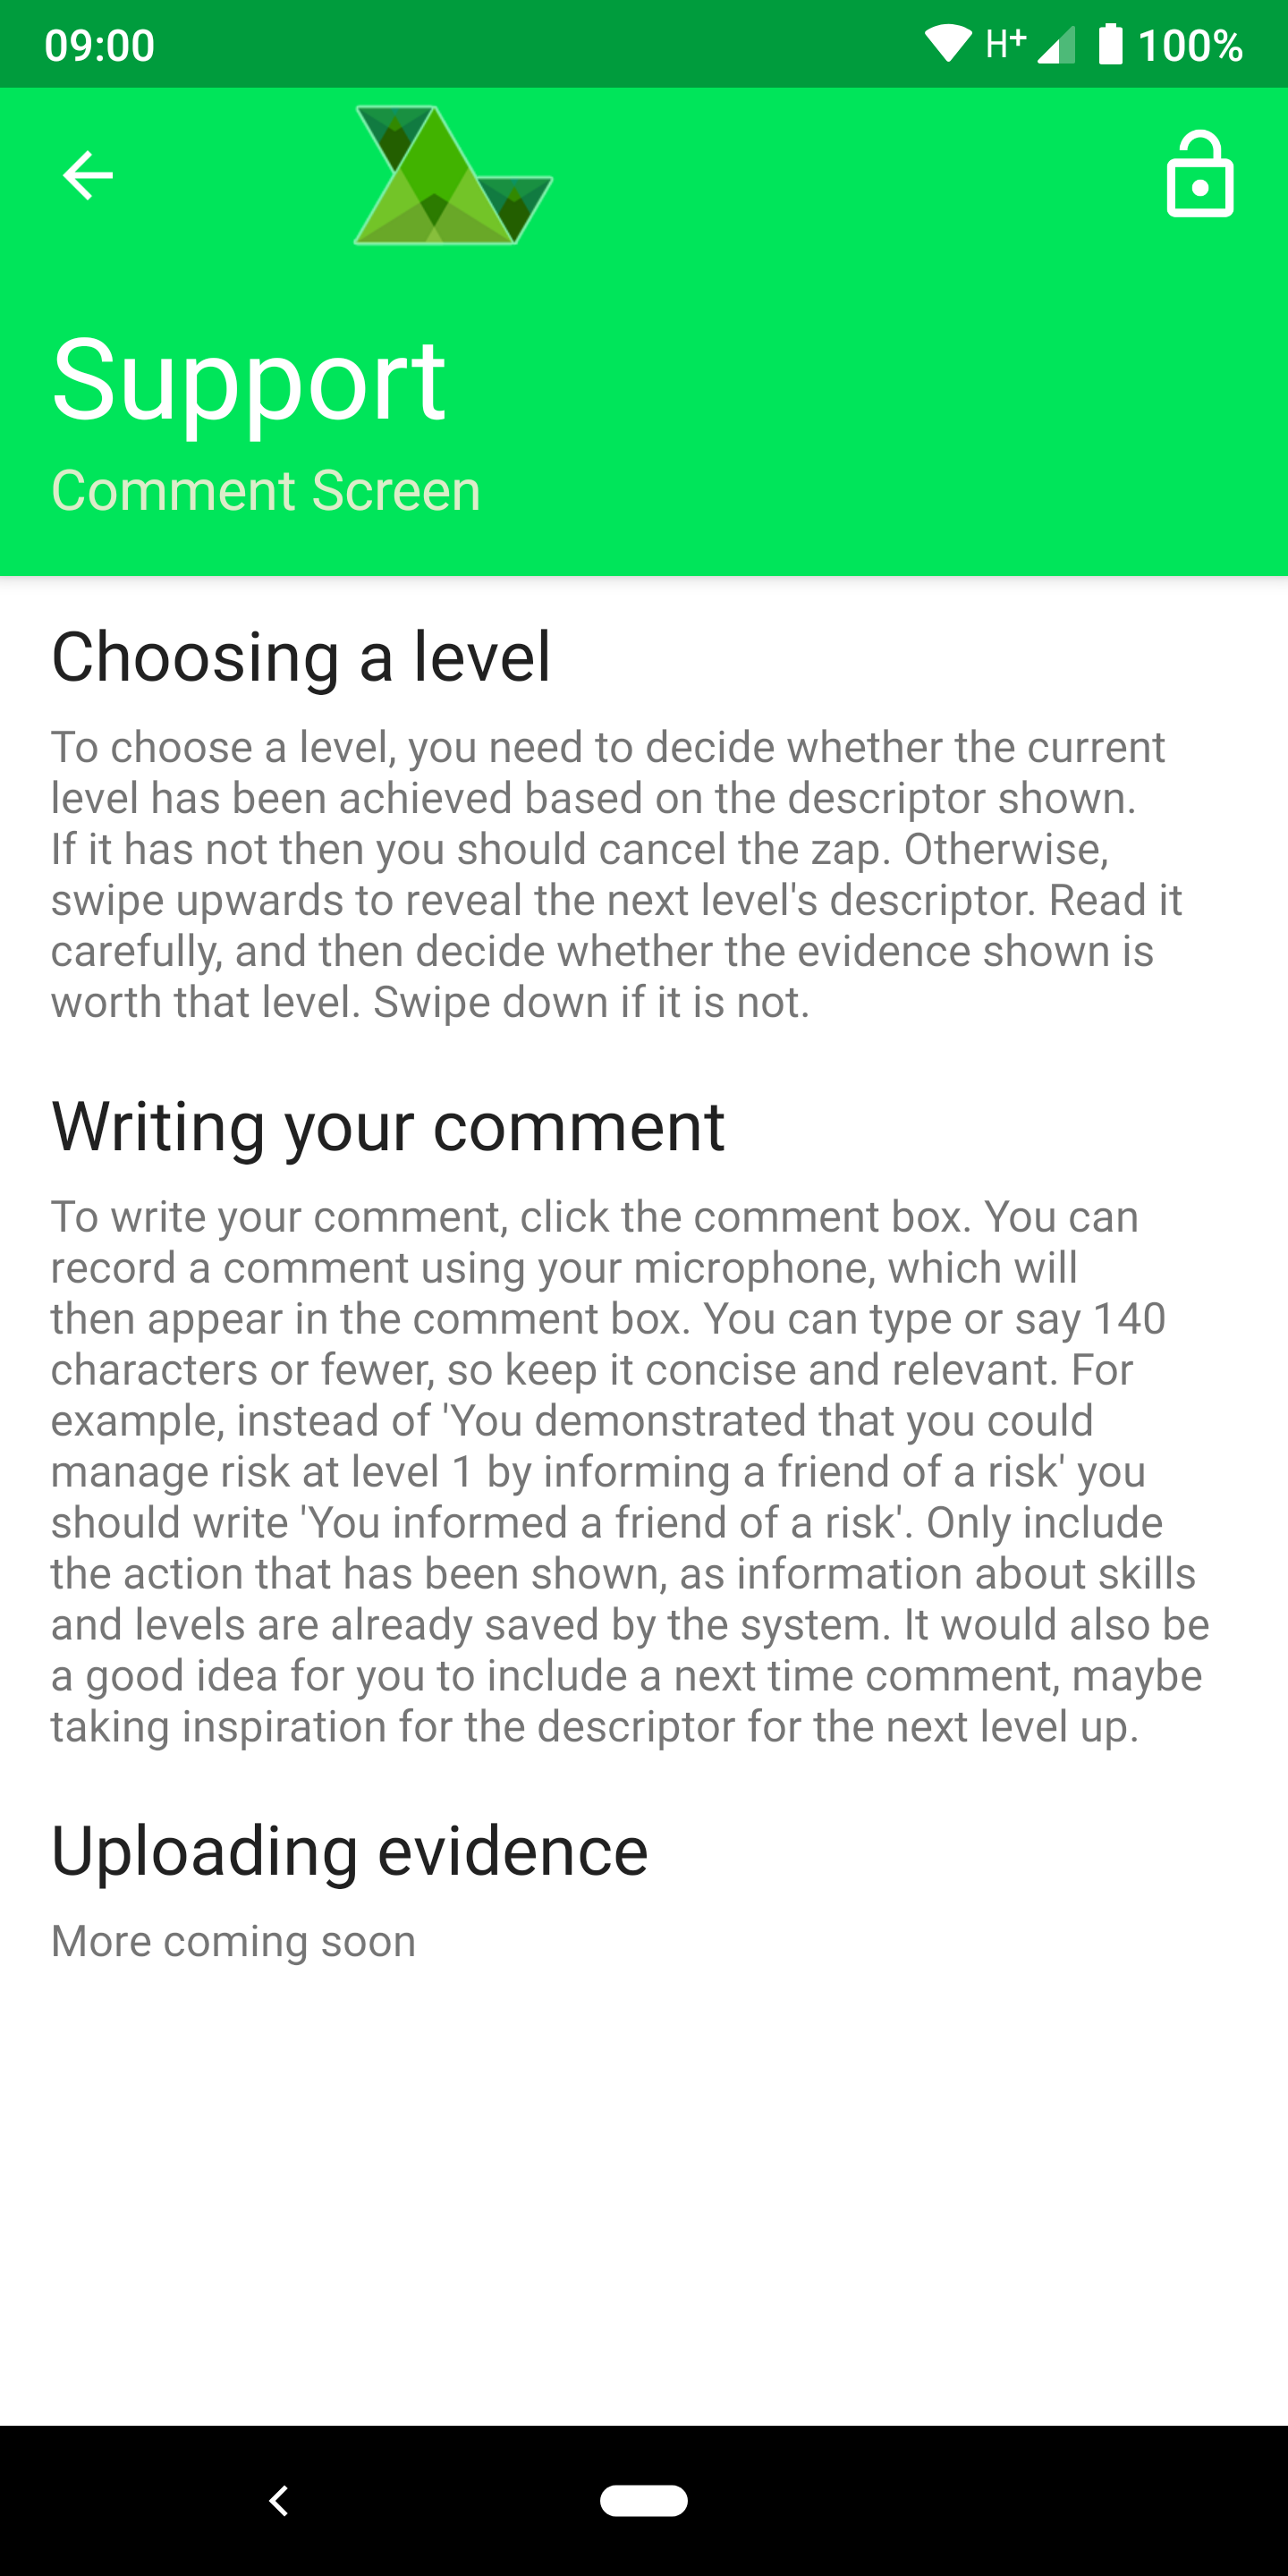 09:00
H+
100%
Support
Comment Screen
Choosing a level
To choose a level, you need to decide whether the current
level has been achieved based on the descriptor shown.
If it has not then you should cancel the zap. Otherwise,
swipe upwards to reveal the next level's descriptor. Read it
carefully, and then decide whether the evidence shown is
worth that level. Swipe down if it is not.
Writing your comment
To write your comment, click the comment box. You can
record a comment using your microphone, which will
then appear in the comment box. You can type or say 140
characters or fewer, so keep it concise and relevant. For
example, instead of 'You demonstrated that you could
manage risk at level 1 by informing a friend of a risk' you
should write 'You informed a friend of a risk'. Only include
the action that has been shown, as information about skills
and levels are already saved by the system. It would also be
a good idea for you to include a next time comment, maybe
taking inspiration for the descriptor for the next level up.
Uploading evidence
More coming soon